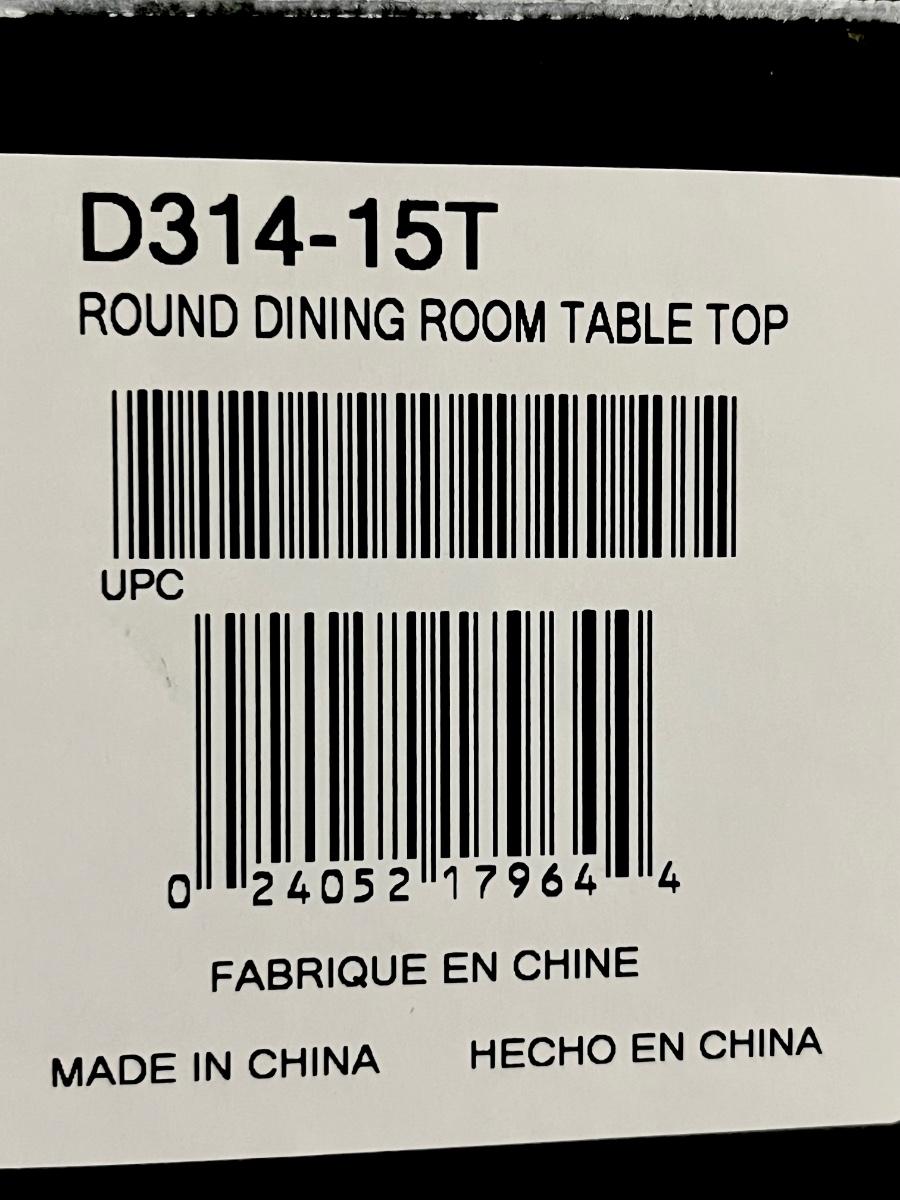 D314-15T
ROUND DINING ROOM TABLE TOP
UPC
0 24052 17964 4
FABRIQUE EN CHINE
MADE IN CHINA HECHO EN CHINA